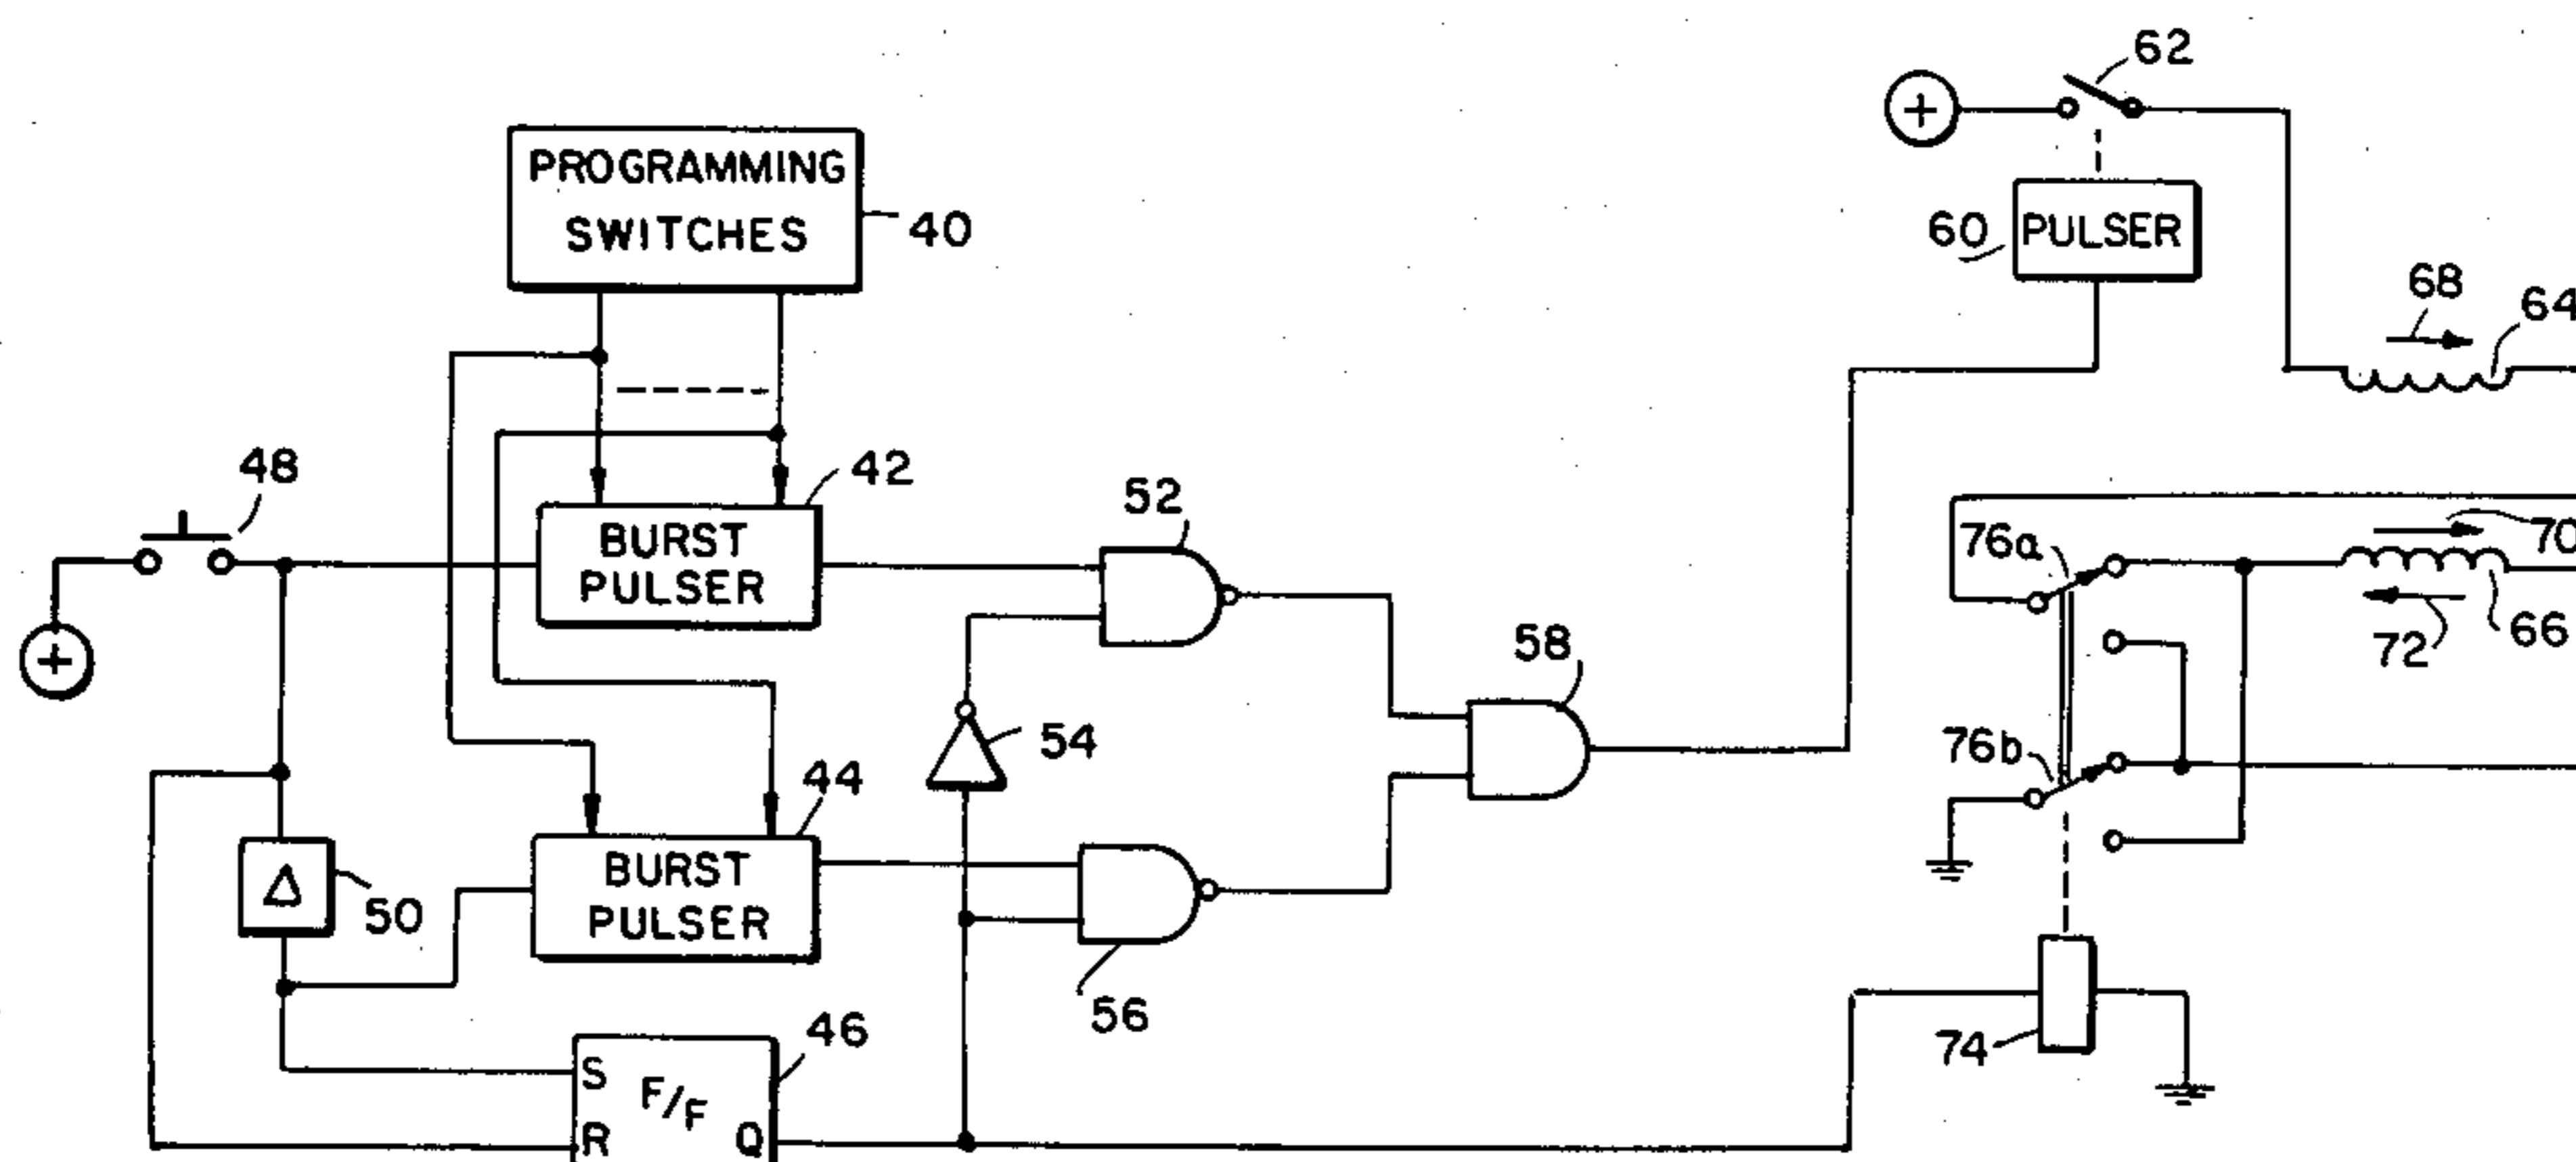 62
+
PROGRAMMING
SWITCHES
40
60
PULSER
68
64
48
42
52
BURST
PULSER
76a
70
+
58
72
66
54
76b
44
Δ
50
BURST
PULSER
56
46
74
S
F/F
R
Q